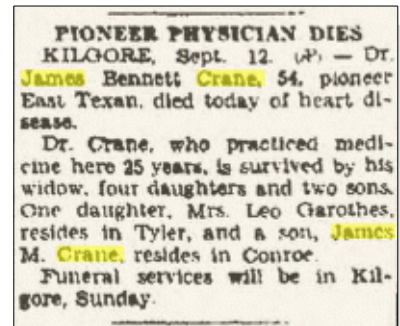 PIONEER PHYSICIAN DIES
KILGORE, Sept. 12. (AP) — Dr.
James Bennett Crane, 54, pioneer
East Texan, died today of heart di-
sease.
Dr. Crane, who practiced medi-
cine here 25 years, is survived by his
widow, four daughters and two sons.
One daughter, Mrs. Leo Garothes,
resides in Tyler, and a son, James
M. Crane, resides in Conroe.
Funeral services will be in Kil-
gore, Sunday.